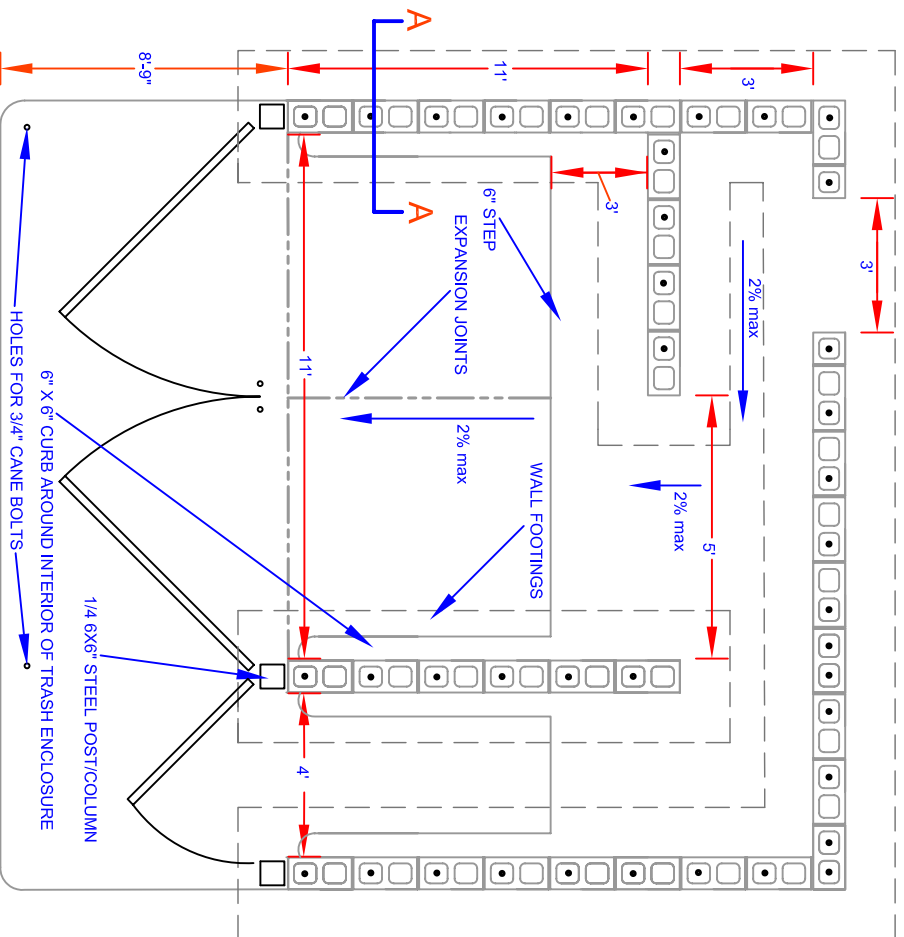 A
A
8'-9"
11'
3'
3'
3'
6" STEP
EXPANSION JOINTS
2% max
2% max
2% max
5'
11'
WALL FOOTINGS
4'
HOLES FOR 3/4" CANE BOLTS
6" X 6" CURB AROUND INTERIOR OF TRASH ENCLOSURE
1/4 6X6" STEEL POST/COLUMN